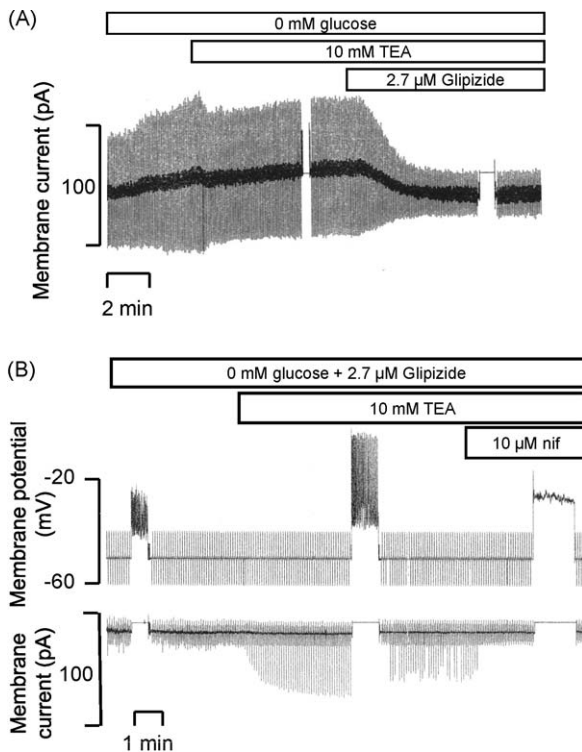 (A)
0 mM glucose
10 mM TEA
2.7 µM Glipizide
Membrane current (pA)
100
2 min
(B)
0 mM glucose + 2.7 µM Glipizide
10 mM TEA
10 µM nif
Membrane potential
(mV)
-20
-60
Membrane
current (pA)
100
1 min